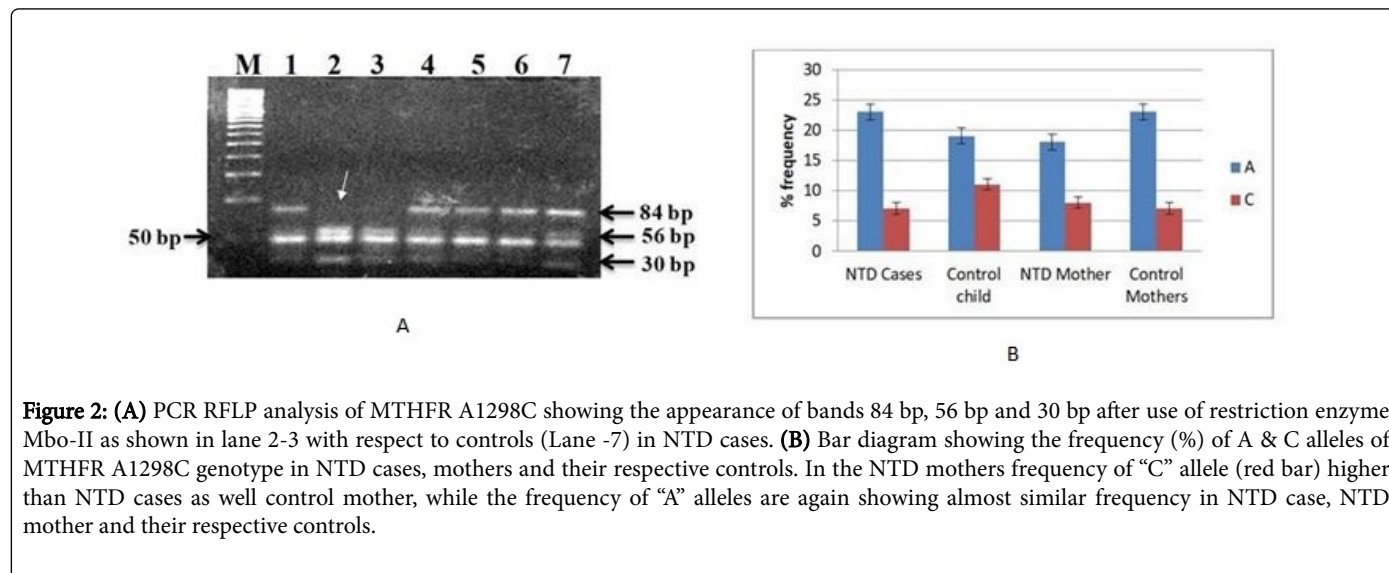 M 1 2 3 4 5 6 7
84 bp
50 bp
56 bp
30 bp
A
30
25
20
15
10
5
0
% frequency
NTD Cases
Control child
NTD Mother
Control Mothers
A
C
B
Figure 2: (A) PCR RFLP analysis of MTHFR A1298C showing the appearance of bands 84 bp, 56 bp and 30 bp after use of restriction enzyme
Mbo-II as shown in lane 2-3 with respect to controls (Lane -7) in NTD cases. (B) Bar diagram showing the frequency (%) of A & C alleles of
MTHFR A1298C genotype in NTD cases, mothers and their respective controls. In the NTD mothers frequency of “C” allele (red bar) higher
than NTD cases as well control mother, while the frequency of “A” alleles are again showing almost similar frequency in NTD case, NTD
mother and their respective controls.